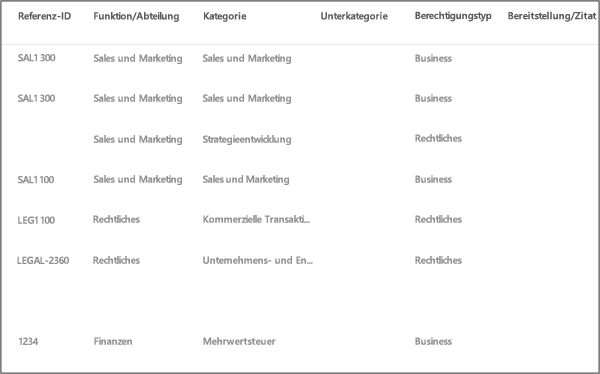 Referenz-ID Funktion/Abteilung Kategorie Unterkategorie Berechtigungstyp Bereitstellung/Zitat
SAL1300 Sales und Marketing Sales und Marketing Business
SAL1300 Sales und Marketing Sales und Marketing Business
Sales und Marketing Strategieentwicklung Rechtliches
SAL1100 Sales und Marketing Sales und Marketing Business
LEG1100 Rechtliches Kommerzielle Transakti... Rechtliches
LEGAL-2360 Rechtliches Unternehmens- und En... Rechtliches
1234 Finanzen Mehrwertsteuer Business